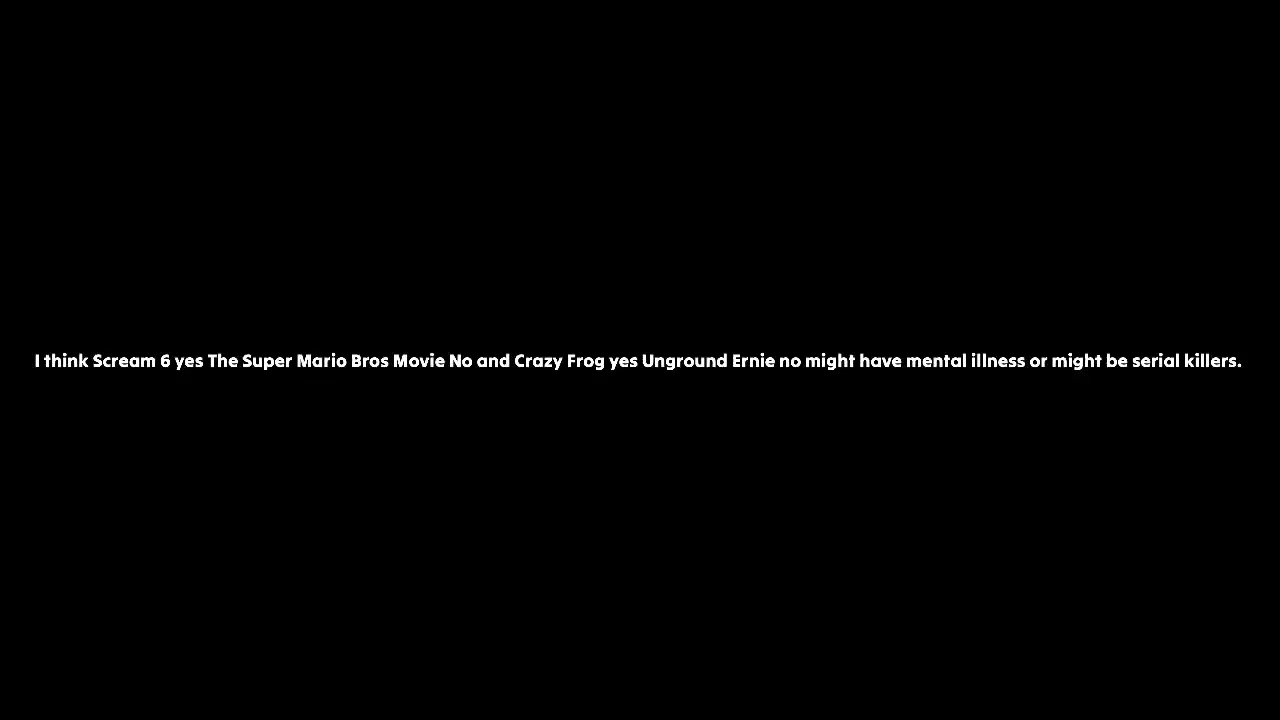 I think Scream 6 yes The Super Mario Bros Movie No and Crazy Frog yes Unground Ernie no might have mental illness or might be serial killers.